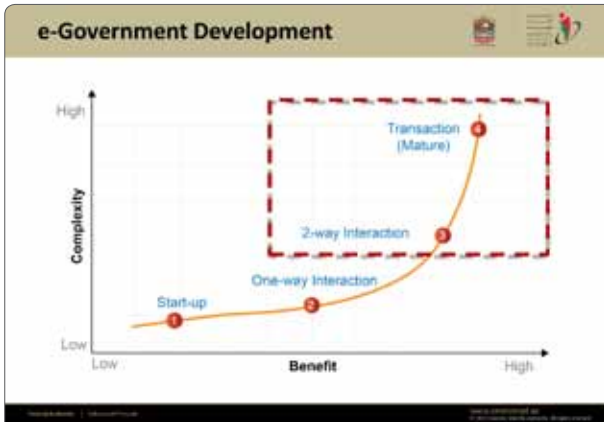 e-Government Development
High
Transaction
(Mature)
4
Complexity
2-way Interaction
3
One-way Interaction
Start-up
2
1
Low
Low
Benefit
High